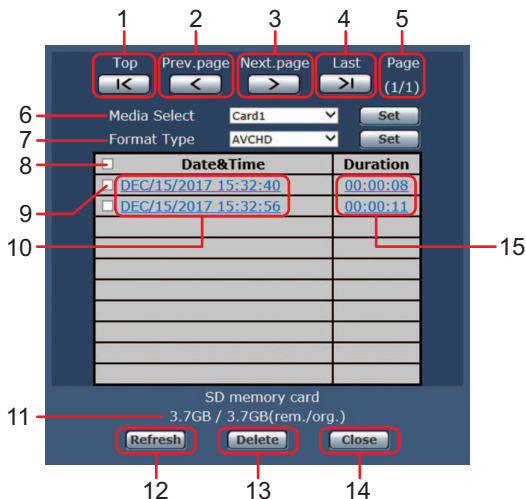 1 2 3 4 5
Top Prev.page Next.page Last Page
(1/1)
6 Media Select Card1 Set
7 Format Type AVCHD Set
8 Date&Time Duration
9 DEC/15/2017 15:32:40 00:00:08
DEC/15/2017 15:32:56 00:00:11
10 15
SD memory card
11 3.7GB / 3.7GB(rem./org.)
Refresh Delete Close
12 13 14